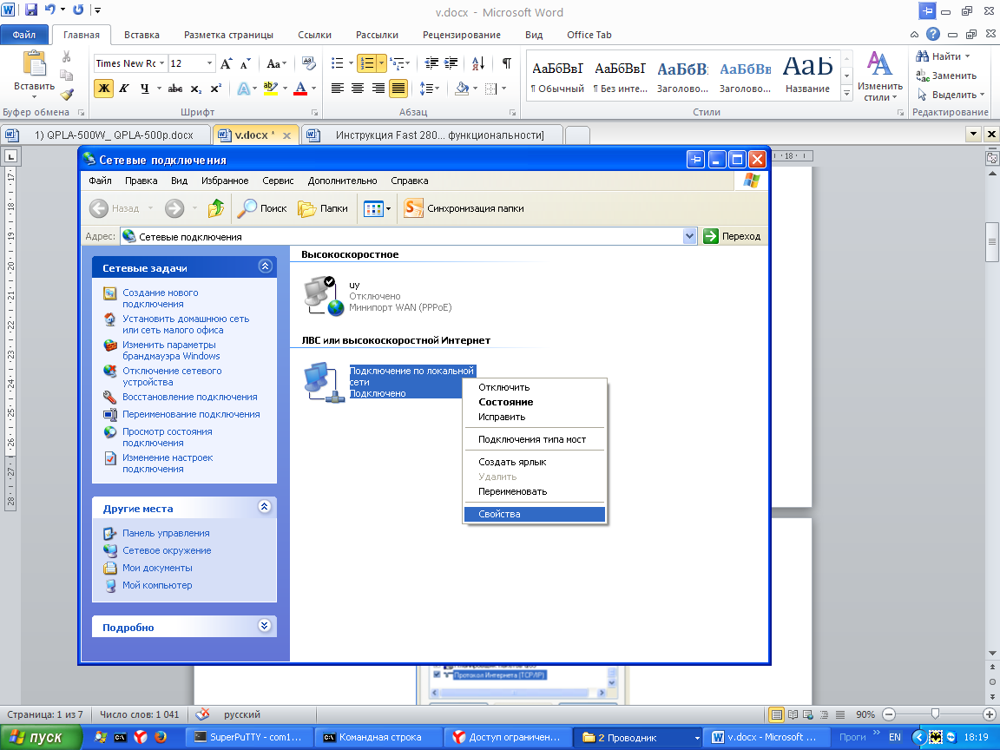 v.docx - Microsoft Word
Файл Главная Вставка Разметка страницы Ссылки Рассылки Рецензирование Вид Office Tab
Times New Ro 12
Вставить
Ж К Ч abc x₂ x²
Буфер обмена Шрифт Абзац Стили Редактирование
АаБбВвГ АаБбВвГ АаБбВ АаБбВв АаЬ
¶ Обычный ¶ Без инте... Заголово... Заголово... Название
Изменить стили
Найти
Заменить
Выделить
1) QPLA-500W_ QPLA-500p.docx v.docx * Инструкция Fast 280... функциональности]
Сетевые подключения
Файл Правка Вид Избранное Сервис Дополнительно Справка
Назад Поиск Папки Синхронизация папки
Адрес: Сетевые подключения Переход
Сетевые задачи
Создание нового
подключения
Установить домашнюю сеть
или сеть малого офиса
Изменить параметры
брандмауэра Windows
Отключение сетевого
устройства
Восстановление подключения
Переименование подключения
Просмотр состояния
подключения
Изменение настроек
подключения
Другие места
Панель управления
Сетевое окружение
Мои документы
Мой компьютер
Подробно
Высокоскоростное
uy
Отключено
Минипорт WAN (PPPoE)
ЛВС или высокоскоростной Интернет
Подключение по локальной
сети
Подключено
Отключить
Состояние
Исправить
Подключения типа мост
Создать ярлык
Удалить
Переименовать
Свойства
Протокол Интернета (TCP/IP)
Страница: 1 из 7 Число слов: 1 041 русский 90%
пуск SuperPuTTY - com1... Командная строка Доступ ограничен... 2 Проводник v.docx - Microsoft ... Проги » EN 18:19